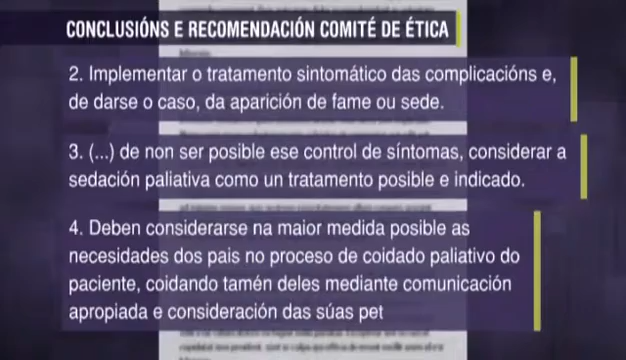 CONCLUSIÓNS E RECOMENDACIÓN COMITÉ DE ÉTICA
2. Implementar o tratamento sintomático das complicacións e,
de darse o caso, da aparición de fame ou sede.
3. (...) de non ser posible ese control de síntomas, considerar a
sedación paliativa como un tratamento posible e indicado.
4. Deben considerarse na maior medida posible as
necesidades dos pais no proceso de coidado paliativo do
paciente, coidando tamén deles mediante comunicación
apropiada e consideración das súas pet